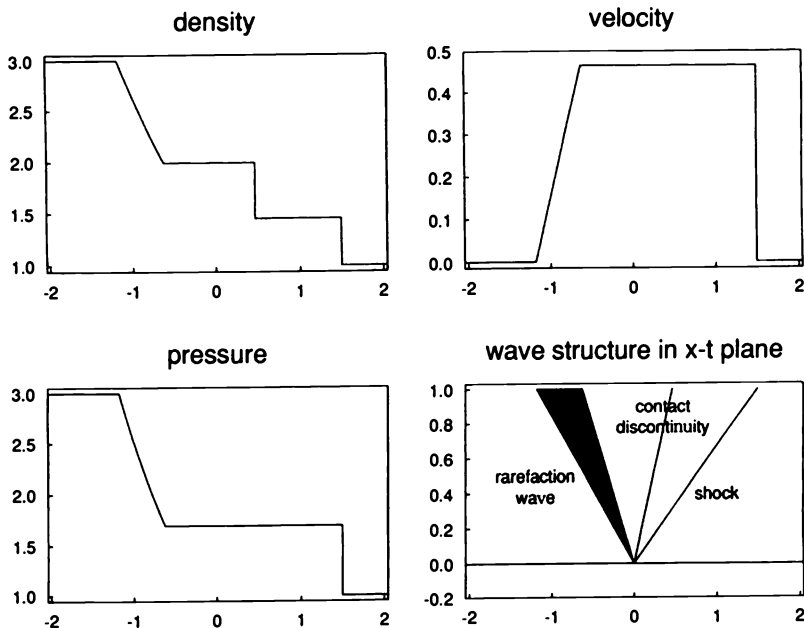 density
3.0
2.5
2.0
1.5
1.0
-2 -1 0 1 2
velocity
0.5
0.4
0.3
0.2
0.1
0.0
-2 -1 0 1 2
pressure
3.0
2.5
2.0
1.5
1.0
-2 -1 0 1 2
wave structure in x-t plane
1.0
0.8
0.6
0.4
0.2
0.0
-0.2
contact
discontinuity
rarefaction
wave
shock
-2 -1 0 1 2